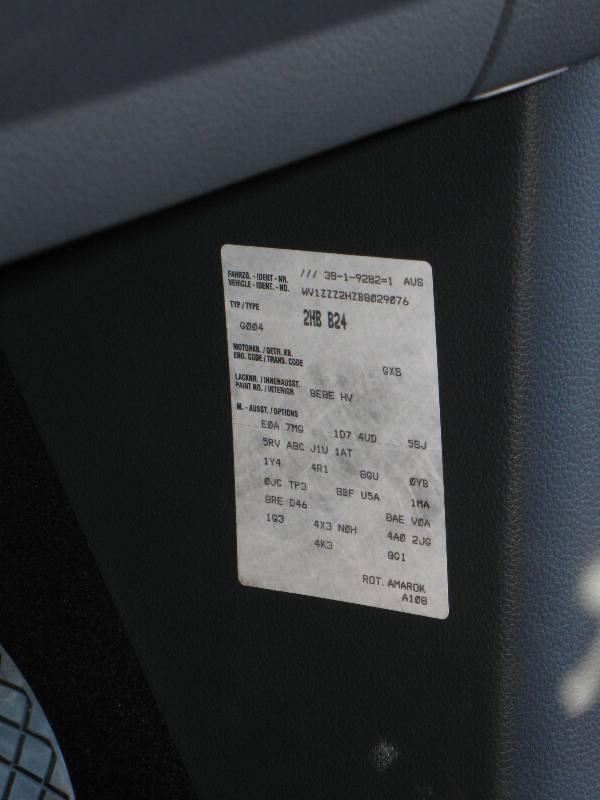 /// 38-1-9282=1 AUS
FAHRZG. - IDENT - NR.
VEHICLE - IDENT. - NO. WV1ZZZ2HZB8029076
TYP / TYPE 2HB B24
G004
MOTORKB. / GETR. KB.
ENG. CODE / TRANS. CODE GXS
LACKNR. / INNENAUSST.
PAINT NO. / INTERIOR 8E8E HV
M. - AUSST. / OPTIONS
E0A 7MG 1D7 4UD 5SJ
5RV ABC J1U 1AT
1Y4 4R1 8GU 0YB
0JC TP3 8BF U5A 1MA
8RE D46 8AE V0A
1G3 4X3 N0H 4A0 2JG
4K3 QG1
ROT. AMAROK
A108